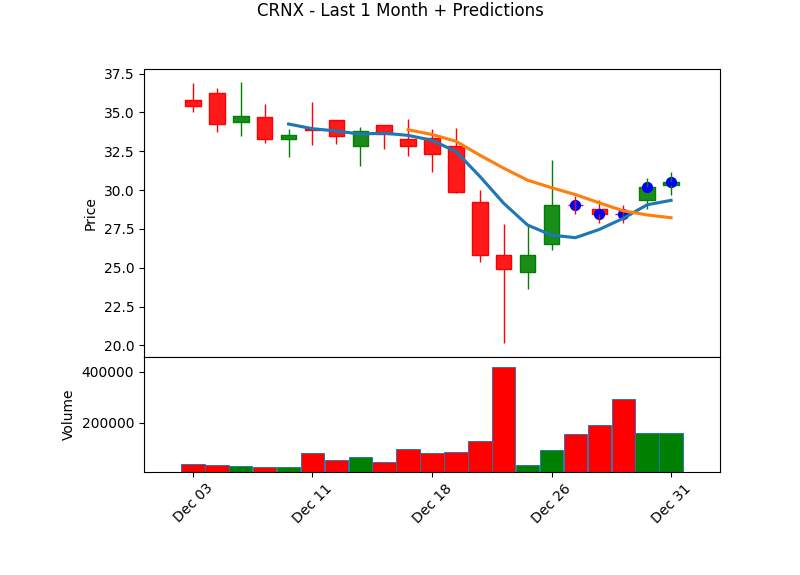 CRNX - Last 1 Month + Predictions
37.5
35.0
32.5
30.0
27.5
25.0
22.5
20.0
Price
400000
200000
Volume
Dec 03
Dec 11
Dec 18
Dec 26
Dec 31